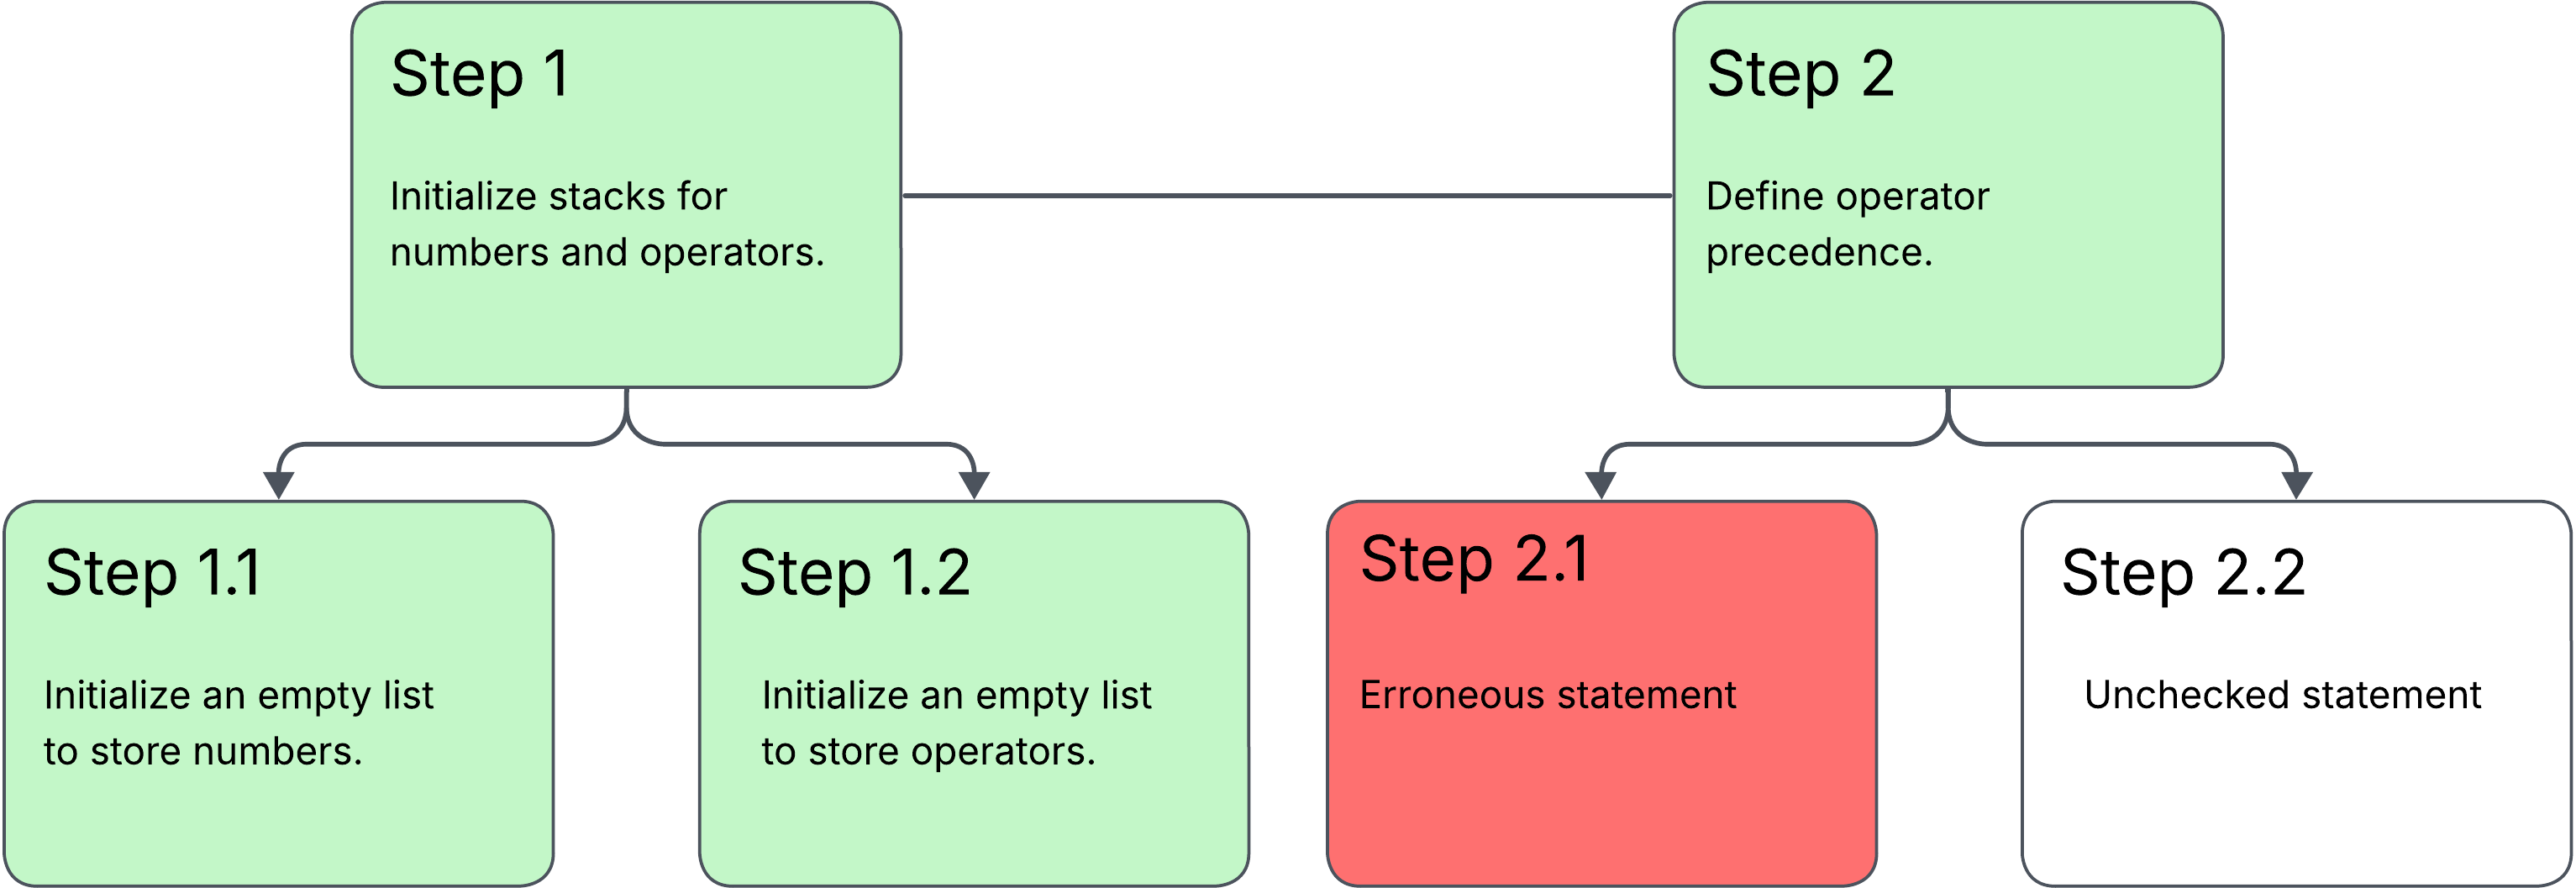 Step 1
Initialize stacks for
numbers and operators.
Step 2
Define operator
precedence.
Step 1.1
Initialize an empty list
to store numbers.
Step 1.2
Initialize an empty list
to store operators.
Step 2.1
Erroneous statement
Step 2.2
Unchecked statement